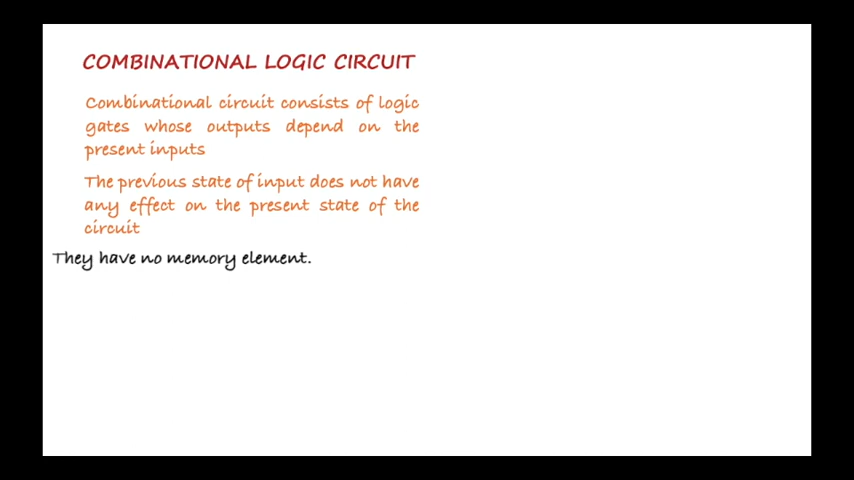 COMBINATIONAL LOGIC CIRCUIT
Combinational circuit consists of logic
gates whose outputs depend on the
present inputs
The previous state of input does not have
any effect on the present state of the
circuit
They have no memory element.